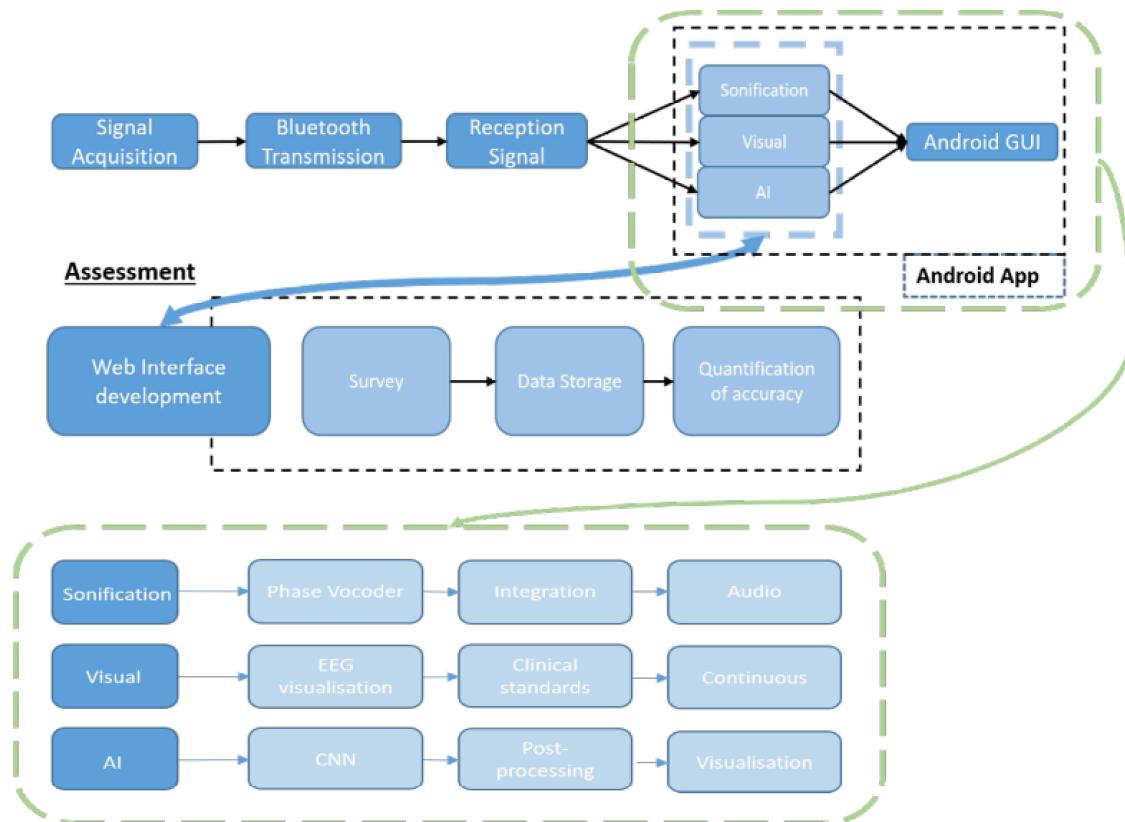 Signal
Acquisition
Bluetooth
Transmission
Reception
Signal
Sonification
Visual
AI
Android GUI
Android App
Assessment
Web Interface
development
Survey
Data Storage
Quantification
of accuracy
Sonification
Phase Vocoder
Integration
Audio
Visual
EEG
visualisation
Clinical
standards
Continuous
AI
CNN
Post-
processing
Visualisation